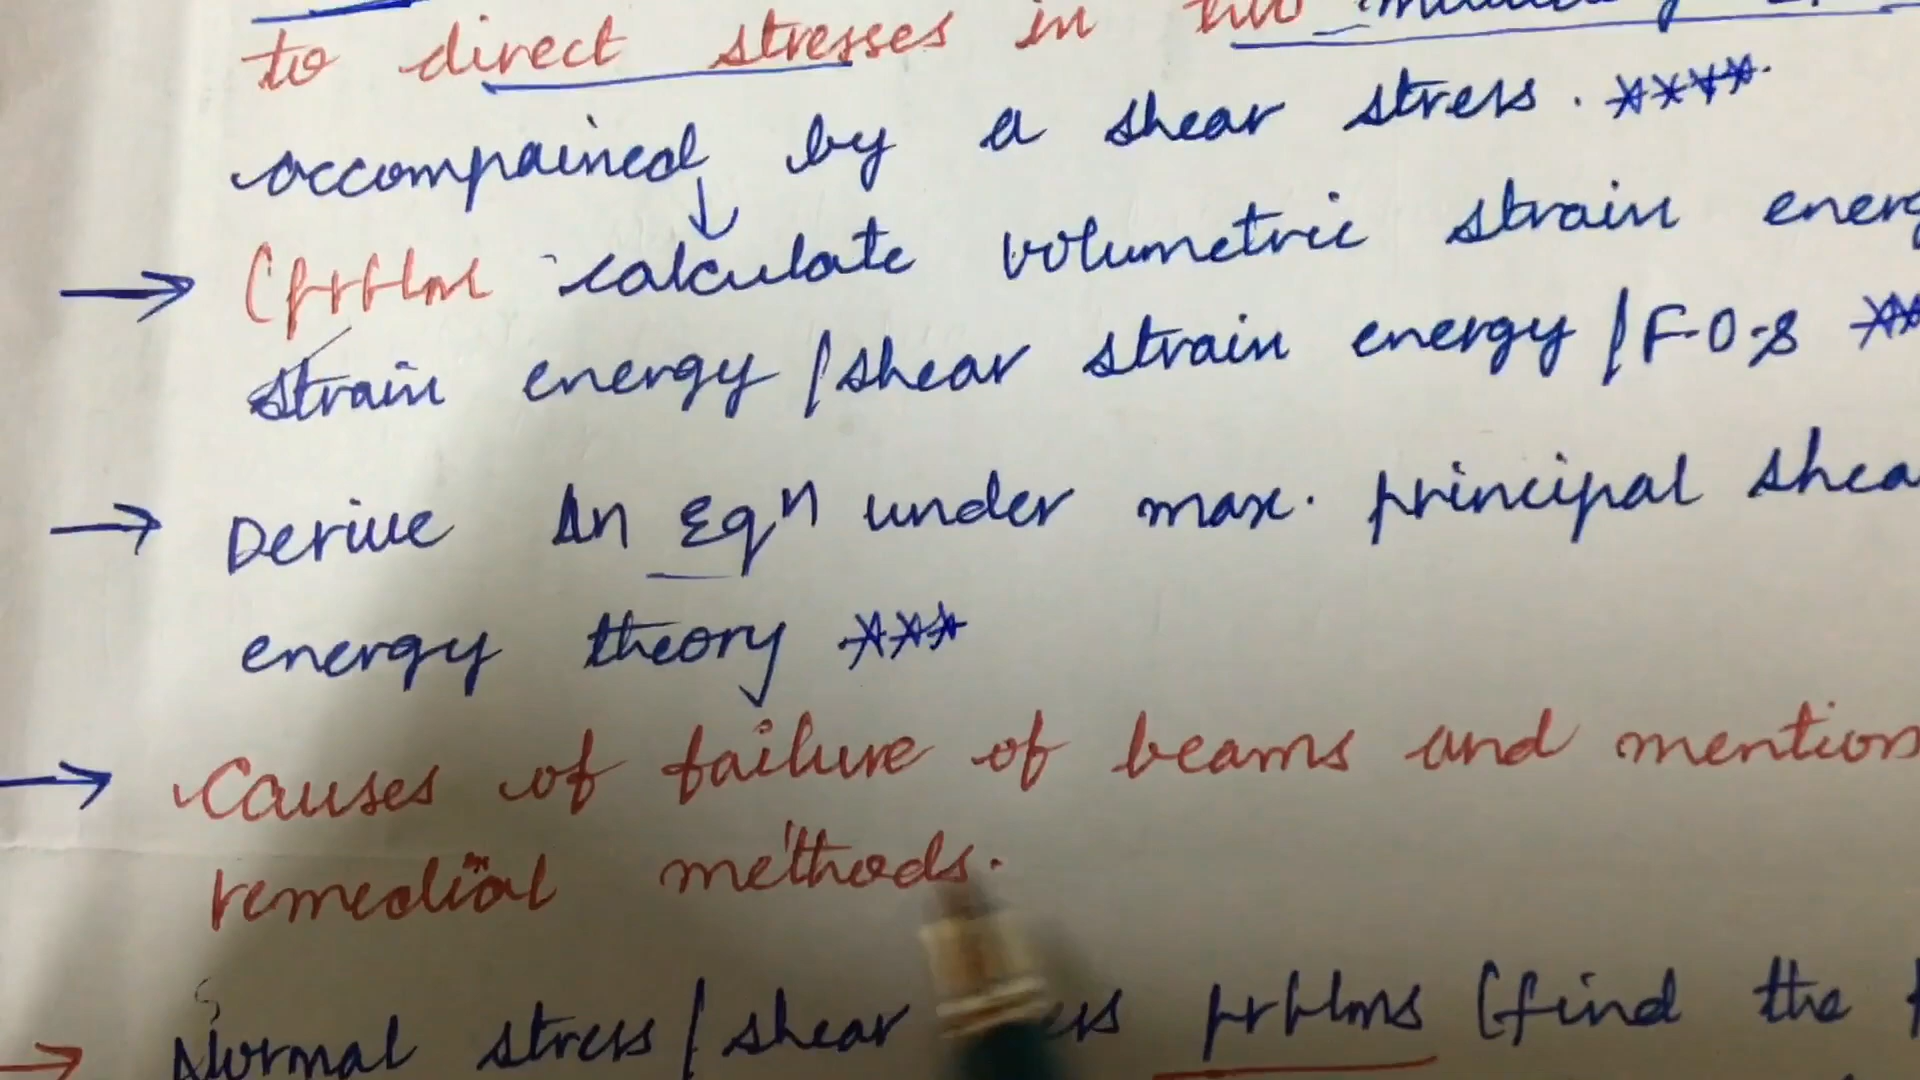 to direct stresses in two
accompained by a shear stress. ****
(prblm calculate volumetric strain energ
strain energy / shear strain energy / F.O.S **
→ Derive An Eqⁿ under max. principal shea
energy theory ***
→ Causes of failure of beams and mention
remedial methods.
→ Normal stress / shear ess prblms (find the